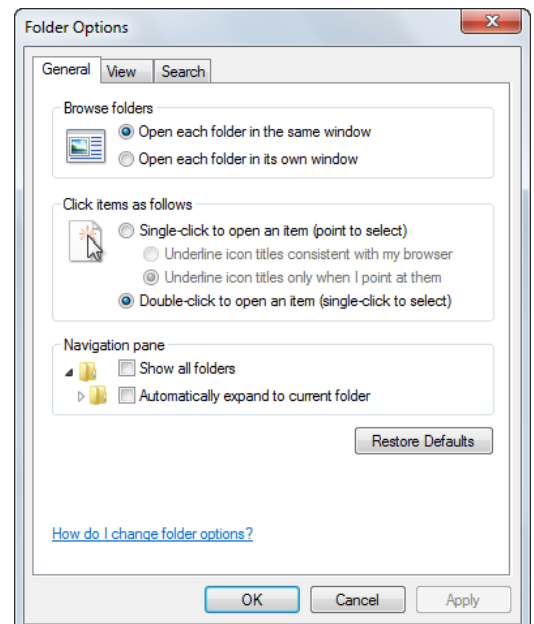 Folder Options
General View Search
Browse folders
Open each folder in the same window
Open each folder in its own window
Click items as follows
Single-click to open an item (point to select)
Underline icon titles consistent with my browser
Underline icon titles only when I point at them
Double-click to open an item (single-click to select)
Navigation pane
Show all folders
Automatically expand to current folder
Restore Defaults
How do I change folder options?
OK Cancel Apply